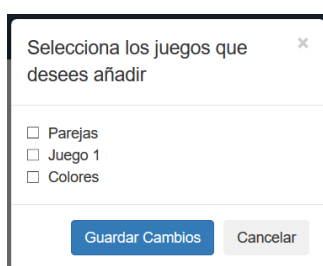 Selecciona los juegos que
desees añadir
×
Parejas
Juego 1
Colores
Guardar Cambios Cancelar